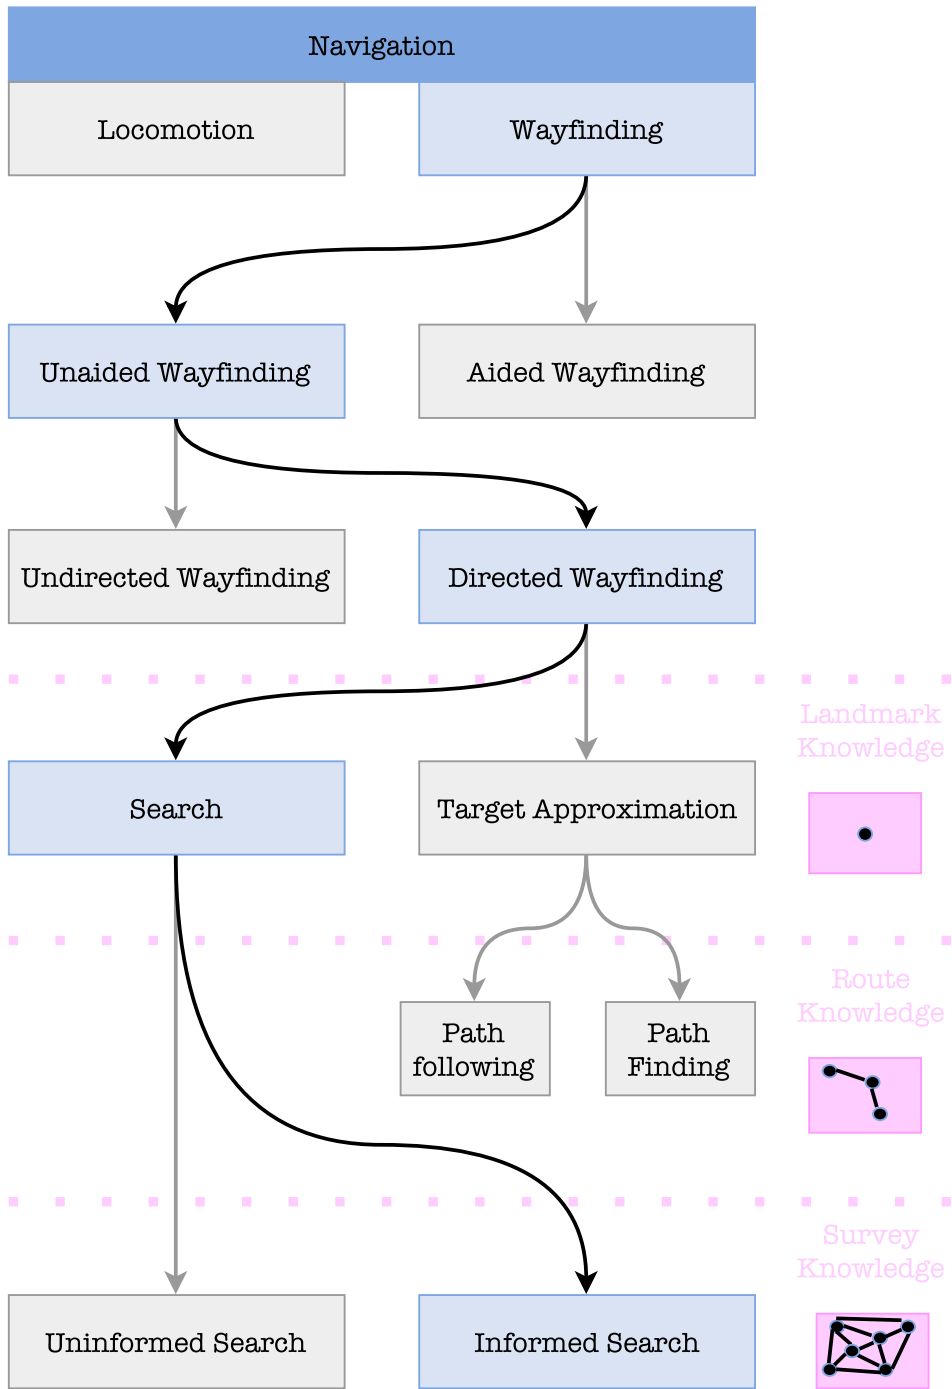 Navigation
Locomotion
Wayfinding
Unaided Wayfinding
Aided Wayfinding
Undirected Wayfinding
Directed Wayfinding
Landmark
Knowledge
Search
Target Approximation
Route
Knowledge
Path
following
Path
Finding
Survey
Knowledge
Uninformed Search
Informed Search